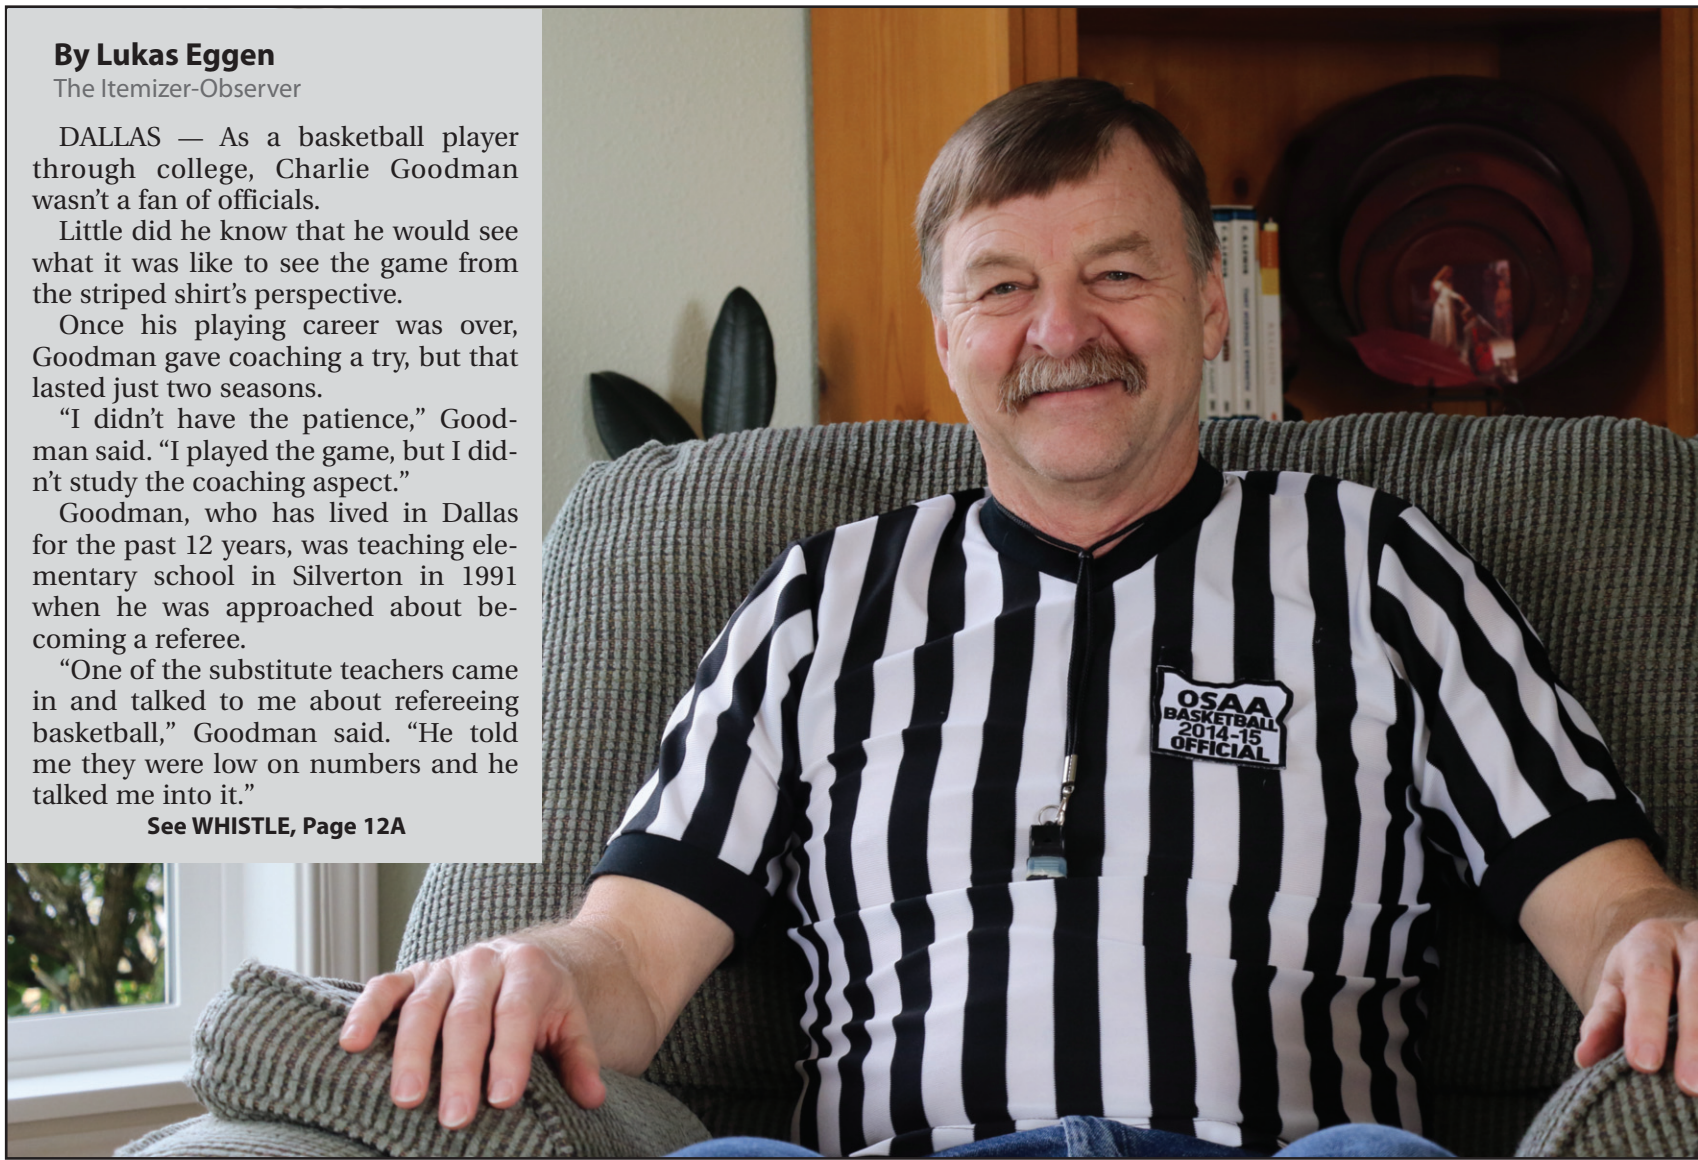 By Lukas Eggen
The Itemizer-Observer
DALLAS — As a basketball player
through college, Charlie Goodman
wasn’t a fan of officials.
Little did he know that he would see
what it was like to see the game from
the striped shirt’s perspective.
Once his playing career was over,
Goodman gave coaching a try, but that
lasted just two seasons.
“I didn’t have the patience,” Good-
man said. “I played the game, but I did-
n’t study the coaching aspect.”
Goodman, who has lived in Dallas
for the past 12 years, was teaching ele-
mentary school in Silverton in 1991
when he was approached about be-
coming a referee.
“One of the substitute teachers came
in and talked to me about refereeing
basketball,” Goodman said. “He told
me they were low on numbers and he
talked me into it.”
See WHISTLE, Page 12A
OSAA
BASKETBALL
2014-15
OFFICIAL